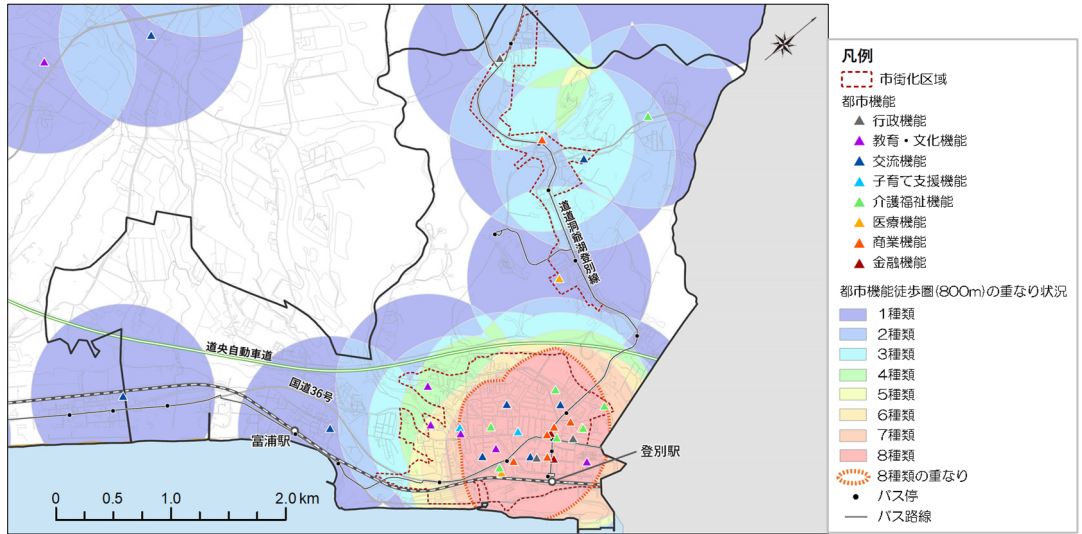 凡例
市街化区域
都市機能
行政機能
教育・文化機能
交流機能
子育て支援機能
介護福祉機能
医療機能
商業機能
金融機能
都市機能徒歩圏(800m)の重なり状況
1種類
2種類
3種類
4種類
5種類
6種類
7種類
8種類
8種類の重なり
バス停
バス路線
道道洞爺湖登別線
道央自動車道
国道36号
富浦駅
登別駅
0 0.5 1.0 2.0 km